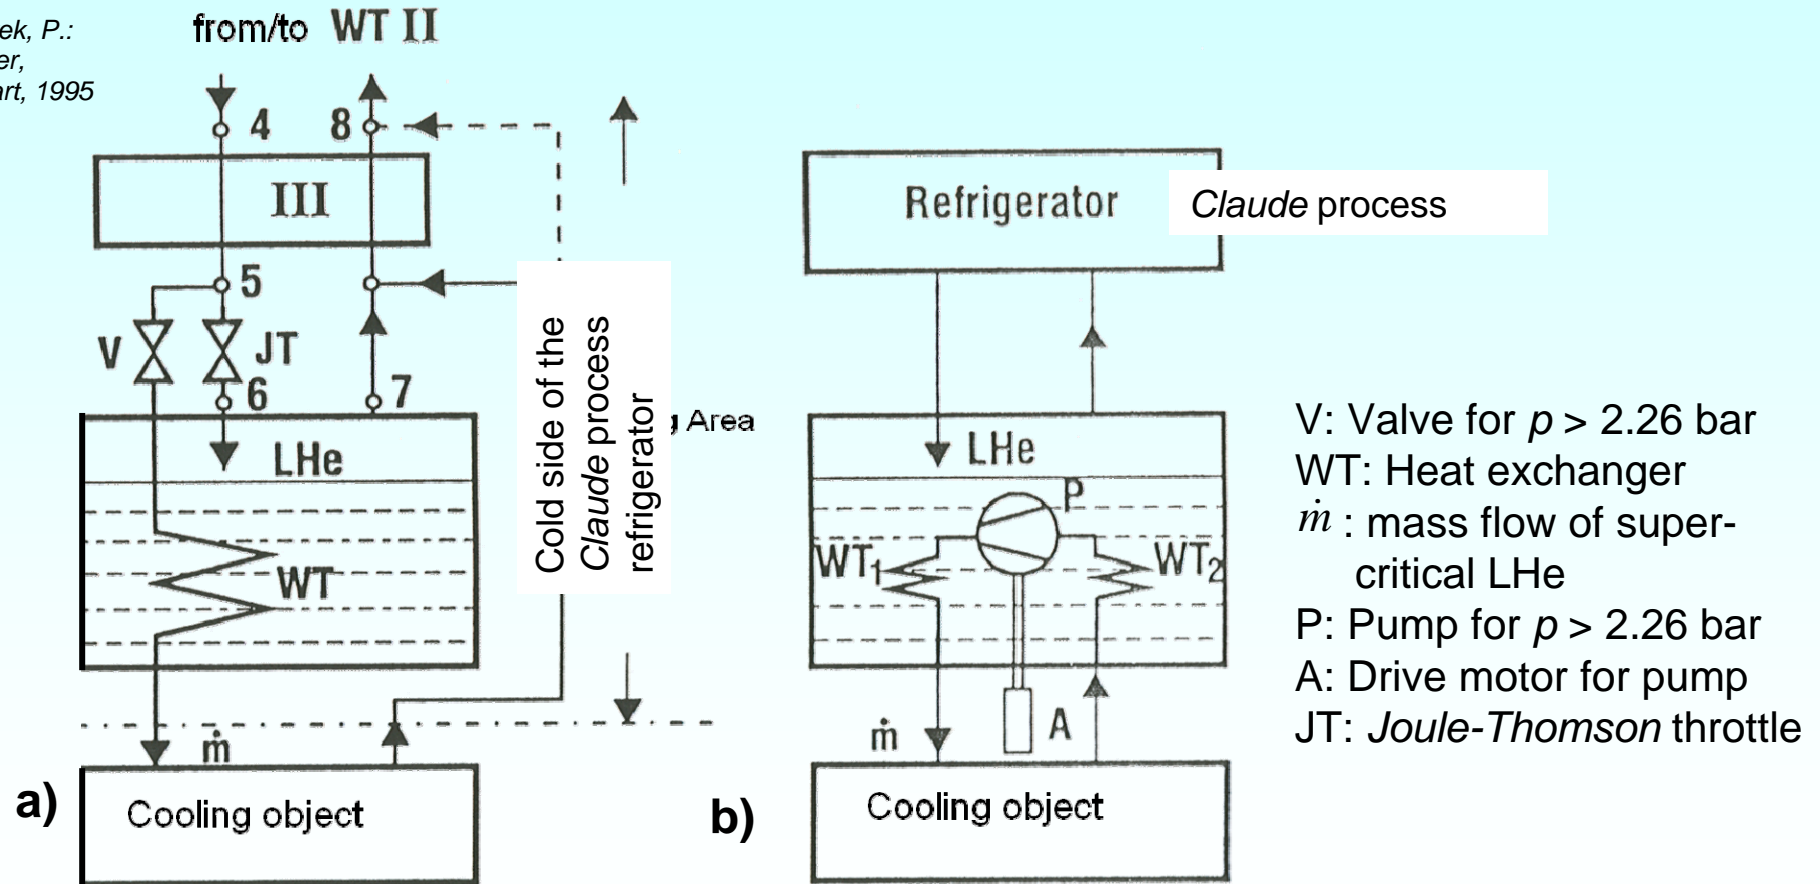 ek, P.:
er,
art, 1995
from/to WT II
4
8
III
5
V
JT
6
7
LHe
WT
ṁ
Cooling object
a)
Cold side of the
Claude process
refrigerator
Area
Refrigerator
Claude process
LHe
P
WT₁
WT₂
ṁ
A
Cooling object
b)
V: Valve for p > 2.26 bar
WT: Heat exchanger
ṁ : mass flow of super-
critical LHe
P: Pump for p > 2.26 bar
A: Drive motor for pump
JT: Joule-Thomson throttle